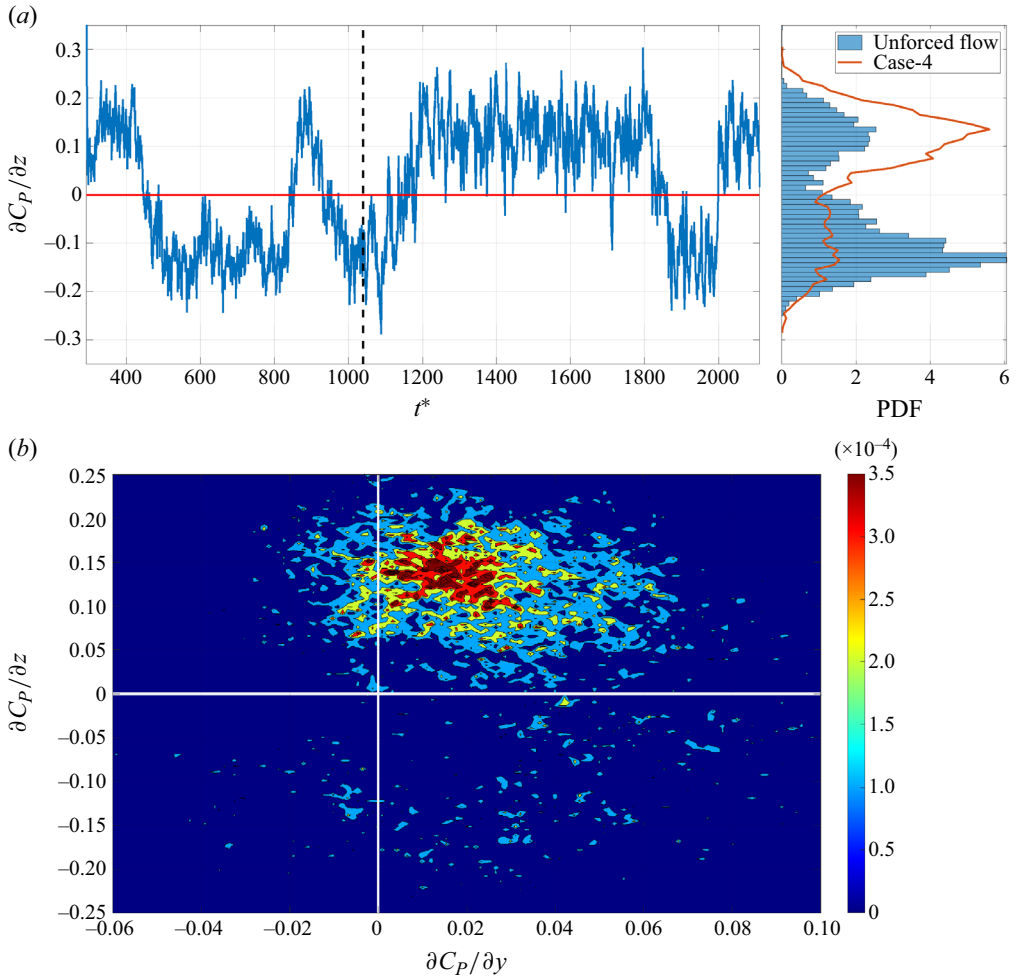 (a)
0.3
0.2
0.1
0
–0.1
–0.2
–0.3
∂C_P/∂z
400 600 800 1000 1200 1400 1600 1800 2000
t*
Unforced flow
Case-4
0 2 4 6
PDF
(b)
(×10⁻⁴)
0.25
0.20
0.15
0.10
0.05
0
–0.05
–0.10
–0.15
–0.20
–0.25
∂C_P/∂z
–0.06 –0.04 –0.02 0 0.02 0.04 0.06 0.08 0.10
∂C_P/∂y
3.5
3.0
2.5
2.0
1.5
1.0
0.5
0